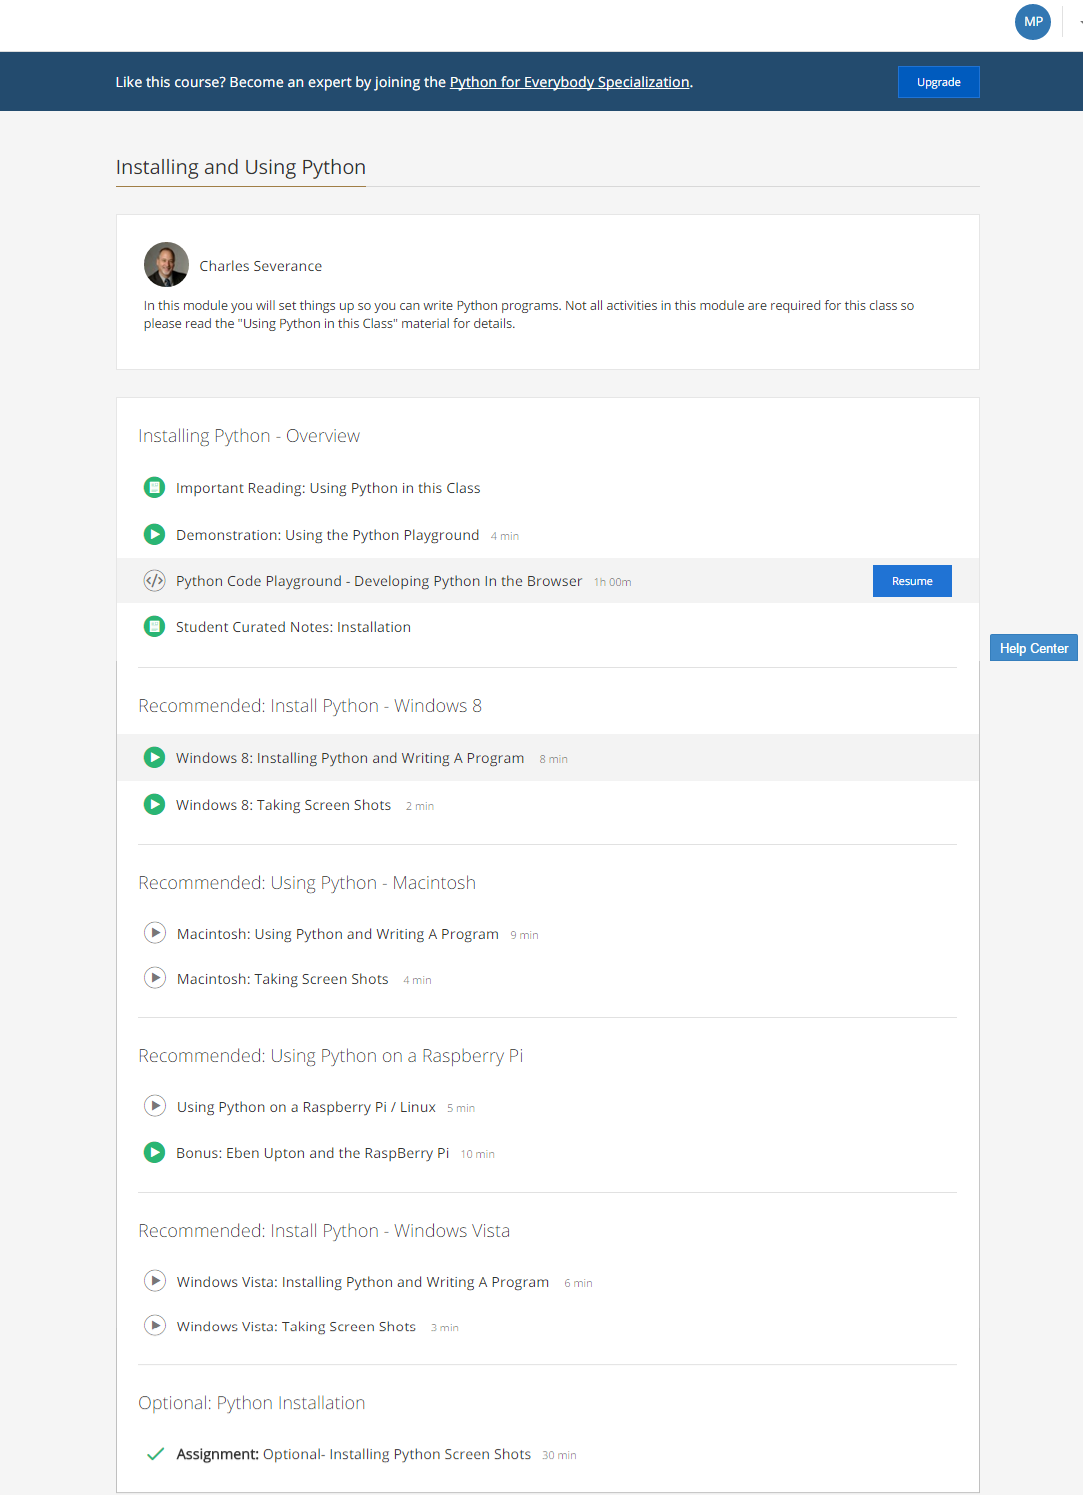 MP
Like this course? Become an expert by joining the Python for Everybody Specialization.
Upgrade
Installing and Using Python
Charles Severance
In this module you will set things up so you can write Python programs. Not all activities in this module are required for this class so
please read the "Using Python in this Class" material for details.
Installing Python - Overview
Important Reading: Using Python in this Class
Demonstration: Using the Python Playground 4 min
Python Code Playground - Developing Python In the Browser 1h 00m
Resume
Student Curated Notes: Installation
Help Center
Recommended: Install Python - Windows 8
Windows 8: Installing Python and Writing A Program 8 min
Windows 8: Taking Screen Shots 2 min
Recommended: Using Python - Macintosh
Macintosh: Using Python and Writing A Program 9 min
Macintosh: Taking Screen Shots 4 min
Recommended: Using Python on a Raspberry Pi
Using Python on a Raspberry Pi / Linux 5 min
Bonus: Eben Upton and the RaspBerry Pi 10 min
Recommended: Install Python - Windows Vista
Windows Vista: Installing Python and Writing A Program 6 min
Windows Vista: Taking Screen Shots 3 min
Optional: Python Installation
Assignment: Optional- Installing Python Screen Shots 30 min